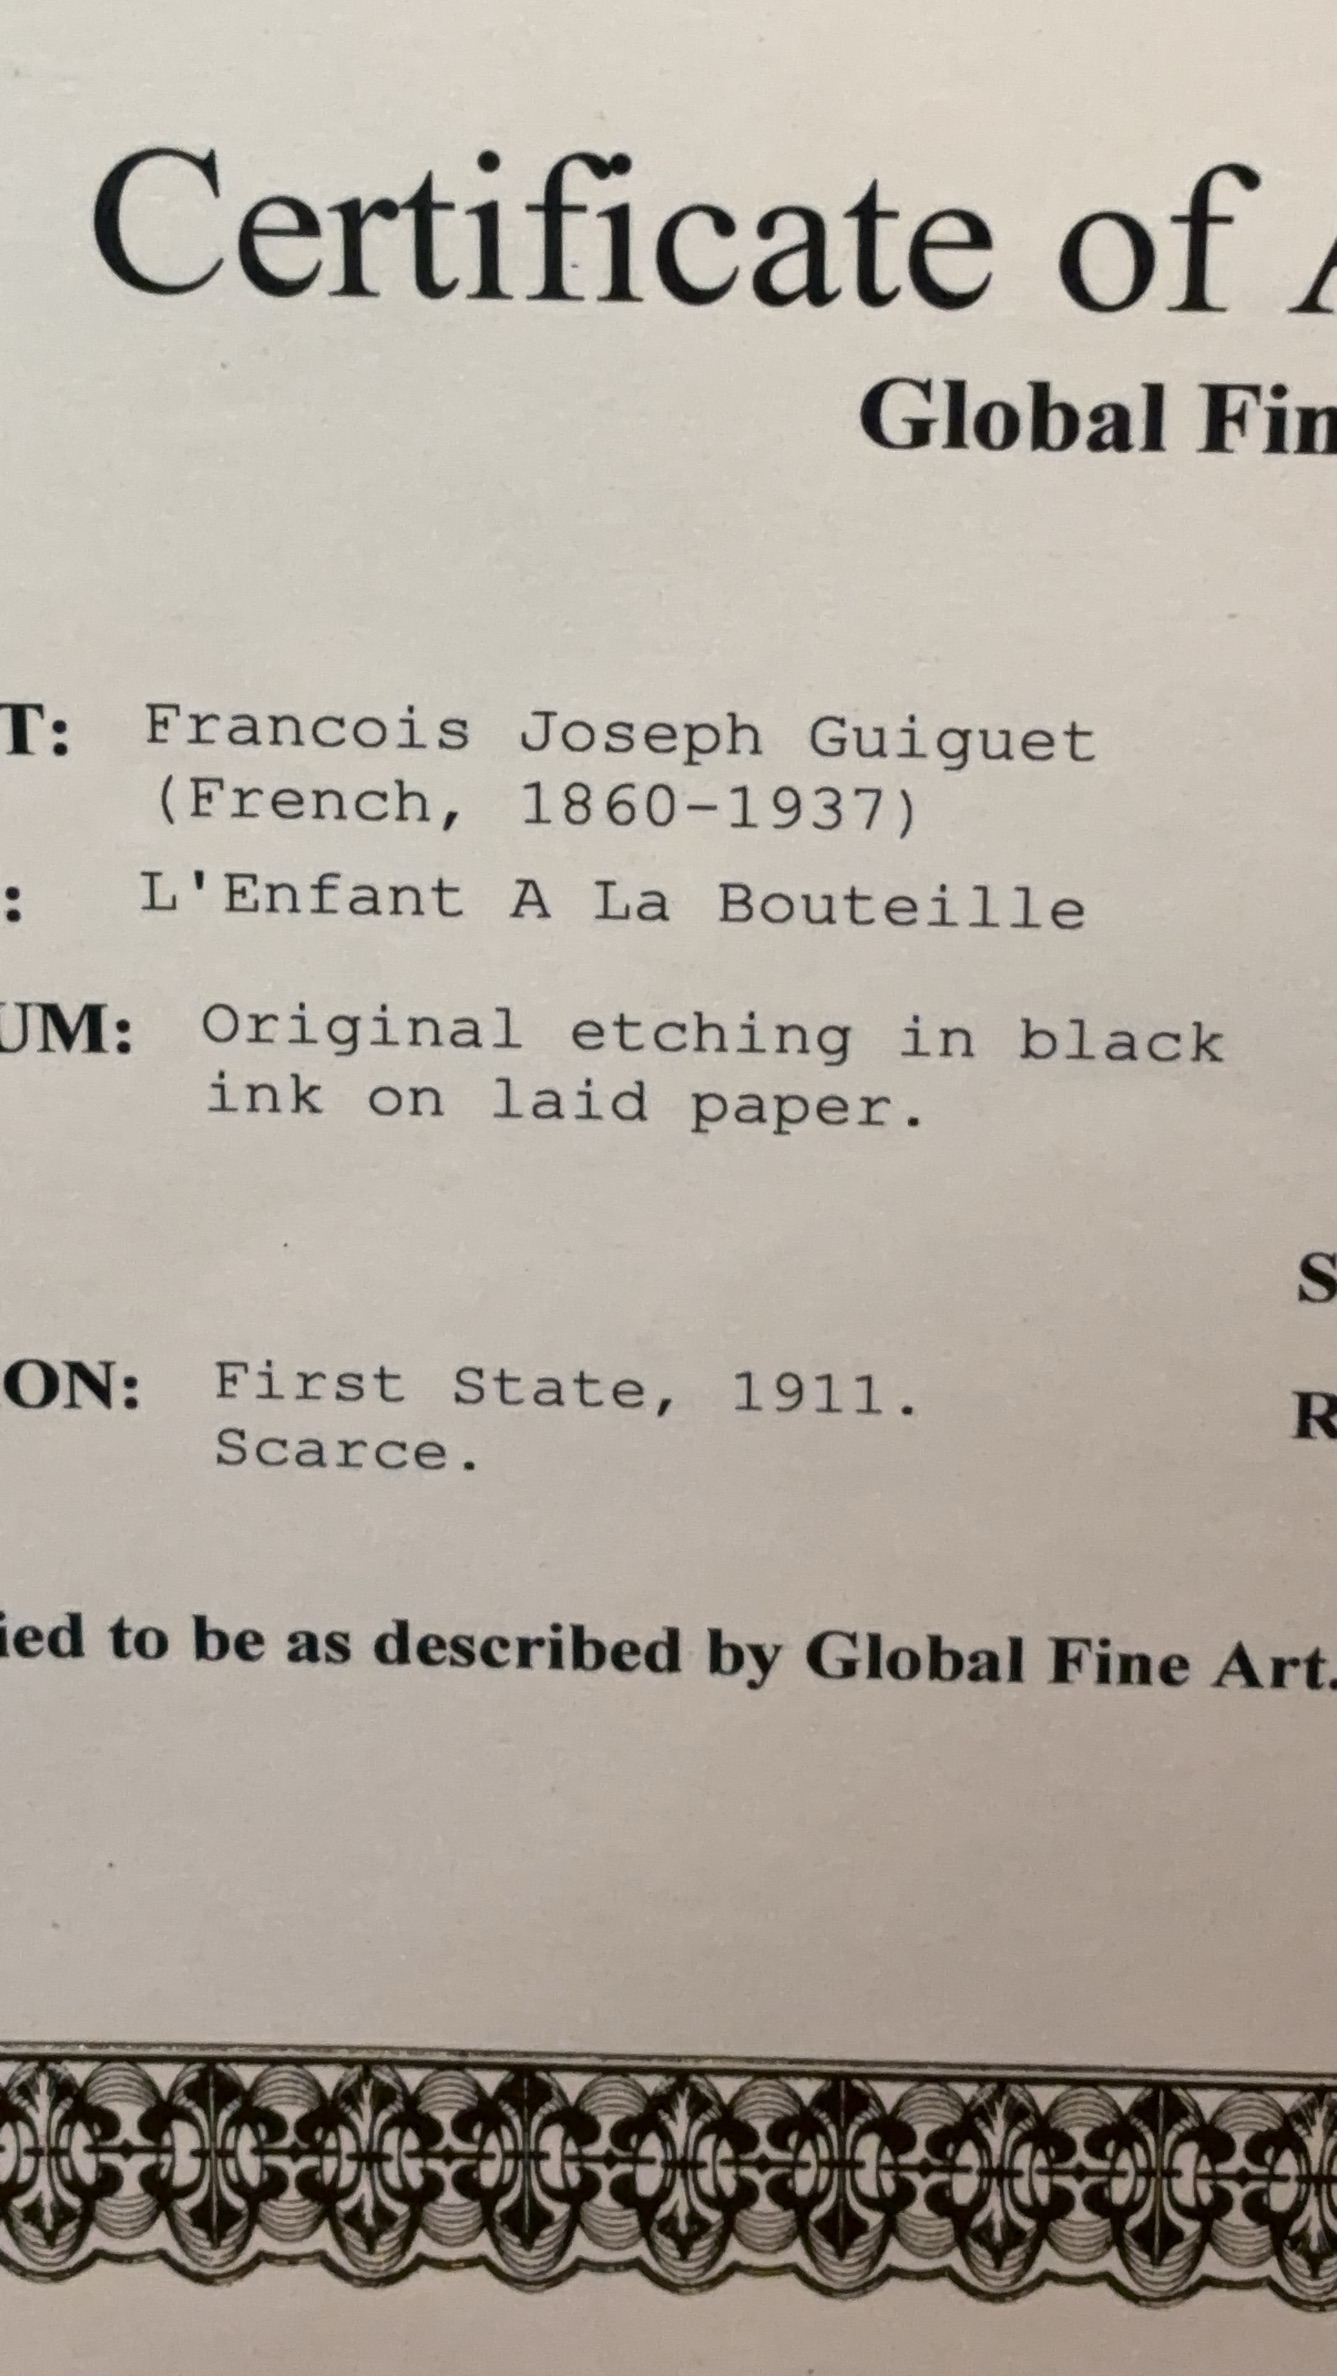 Certificate of A
Global Fin
T: Francois Joseph Guiguet
(French, 1860-1937)
: L'Enfant A La Bouteille
UM: Original etching in black
ink on laid paper.
S
ON: First State, 1911.
Scarce.
R
ied to be as described by Global Fine Art.